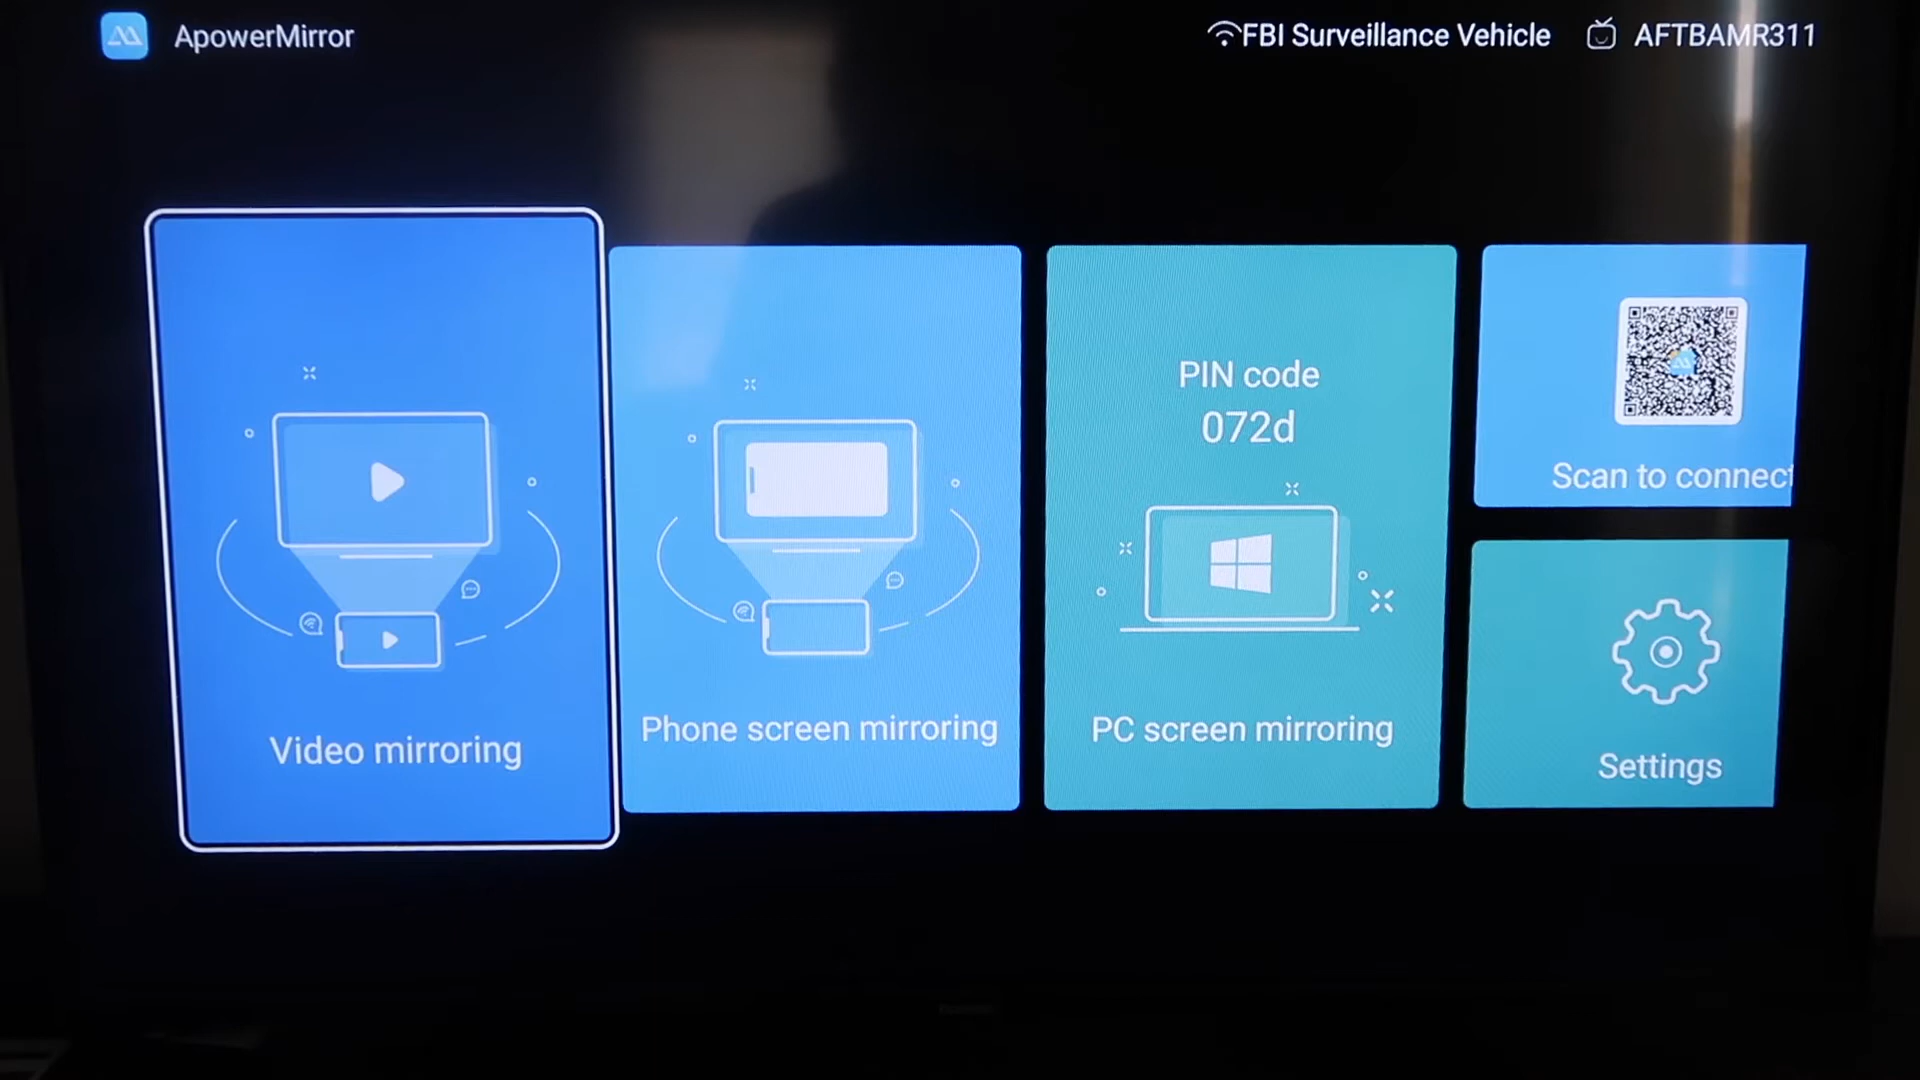 ApowerMirror
FBI Surveillance Vehicle
AFTBAMR311
Video mirroring
Phone screen mirroring
PIN code
072d
PC screen mirroring
Scan to connect
Settings